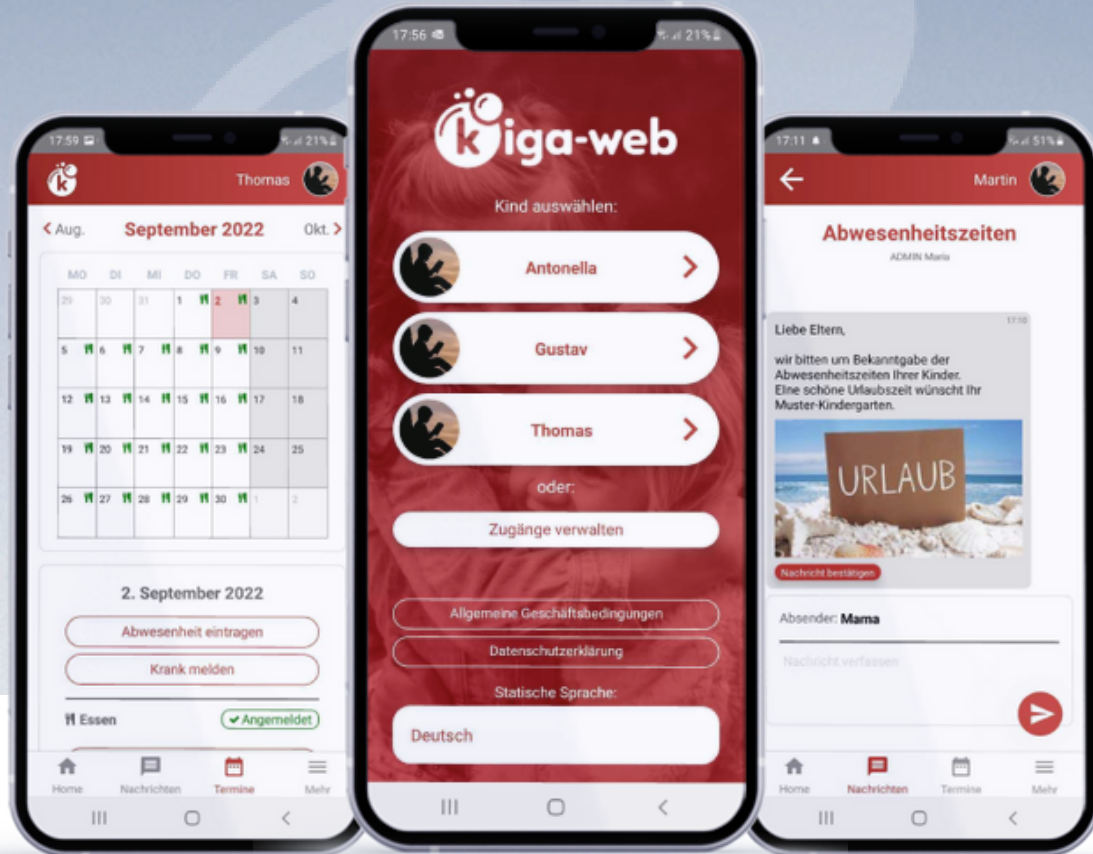 17:59
21%
Thomas
Aug.
September 2022
Okt.
MO DI MI DO FR SA SO
29 30 31 1 2 3 4
5 6 7 8 9 10 11
12 13 14 15 16 17 18
19 20 21 22 23 24 25
26 27 28 29 30 1 2
2. September 2022
Abwesenheit eintragen
Krank melden
Essen
Angemeldet
Home
Nachrichten
Termine
Mehr
17:56
21%
kiga-web
Kind auswählen:
Antonella
Gustav
Thomas
oder:
Zugänge verwalten
Allgemeine Geschäftsbedingungen
Datenschutzerklärung
Statische Sprache:
Deutsch
17:11
51%
Martin
Abwesenheitszeiten
ADMIN Maria
17:10
Liebe Eltern,
wir bitten um Bekanntgabe der
Abwesenheitszeiten Ihrer Kinder.
EIne schöne Urlaubszeit wünscht Ihr
Muster-Kindergarten.
URLAUB
Nachricht bestätigen
Absender: Mama
Nachricht verfassen
Home
Nachrichten
Termine
Mehr